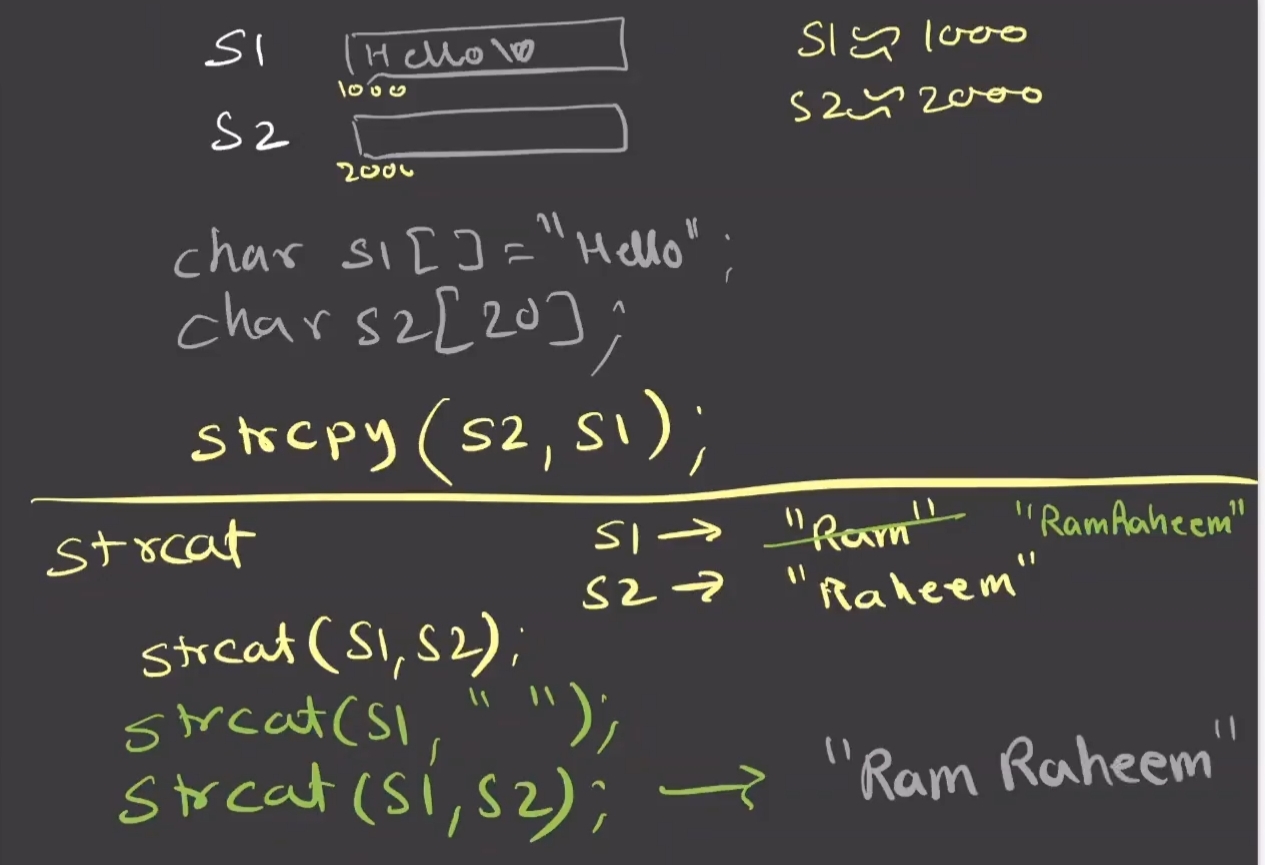 S1 Hello\0 S1 ≈ 1000
1000
S2 S2 ≈ 2000
2000
char s1[]="Hello";
char s2[20];
strcpy(s2,s1);
strcat S1 → "Ram" "RamRaheem"
S2 → "Raheem"
strcat(S1,S2);
strcat(S1," ");
strcat(S1,S2); → "Ram Raheem"